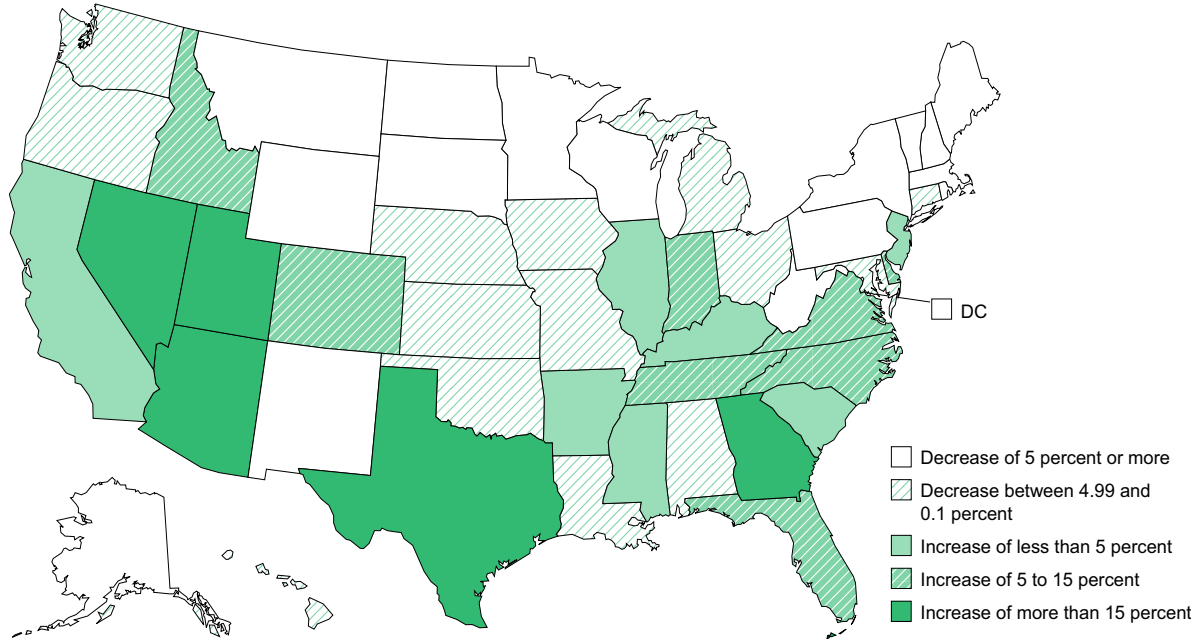 DC
Decrease of 5 percent or more
Decrease between 4.99 and
0.1 percent
Increase of less than 5 percent
Increase of 5 to 15 percent
Increase of more than 15 percent